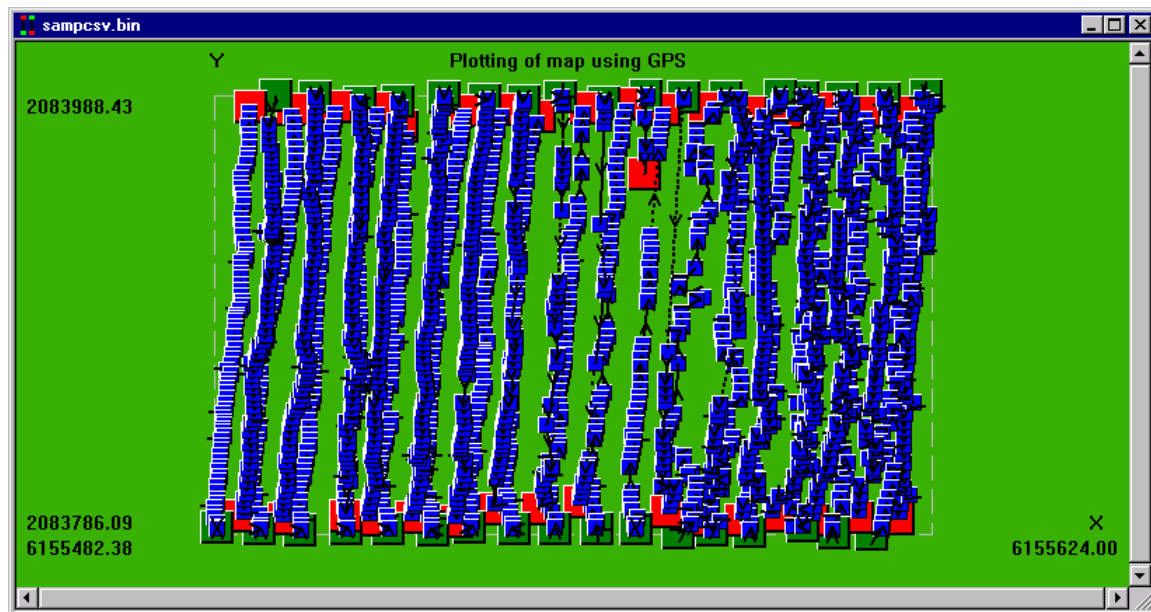 sampcsv.bin
Y
Plotting of map using GPS
2083988.43
2083786.09
X
6155482.38
6155624.00